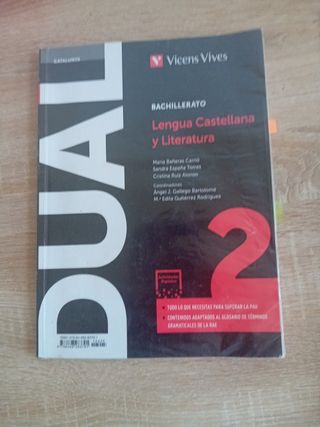 CATALUNYA
Vicens Vives
DUAL
BACHILLERATO
Lengua Castellana
y Literatura
Maria Bañeras Carrió
Sandra España Torres
Cristina Ruiz Alonso
Coordinadores
Ángel J. Gallego Bartolomé
M.ª Edita Gutiérrez Rodríguez
2
• TODO LO QUE NECESITAS PARA SUPERAR LA PAU
• CONTENIDOS ADAPTADOS AL GLOSARIO DE TÉRMINOS
GRAMATICALES DE LA RAE